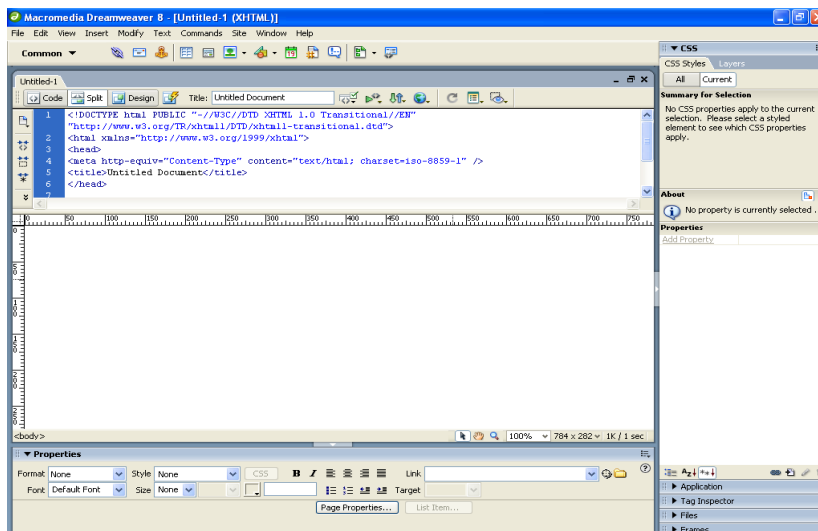 Macromedia Dreamweaver 8 - [Untitled-1 (XHTML)]
File Edit View Insert Modify Text Commands Site Window Help
Common
Untitled-1
Code Split Design Title: Untitled Document
1 <!DOCTYPE html PUBLIC "-//W3C//DTD XHTML 1.0 Transitional//EN"
"http://www.w3.org/TR/xhtml1/DTD/xhtml1-transitional.dtd">
2 <html xmlns="http://www.w3.org/1999/xhtml">
3 <head>
4 <meta http-equiv="Content-Type" content="text/html; charset=iso-8859-1" />
5 <title>Untitled Document</title>
6 </head>
7
0 50 100 150 200 250 300 350 400 450 500 550 600 650 700 750
0
50
100
150
200
250
<body>
100% 784 x 282 1K / 1 sec
Properties
Format None Style None CSS B I Link
Font Default Font Size None Target
Page Properties... List Item...
CSS
CSS Styles Layers
All Current
Summary for Selection
No CSS properties apply to the current
selection. Please select a styled
element to see which CSS properties
apply.
About
No property is currently selected .
Properties
Add Property
Az
Application
Tag Inspector
Files
Frames